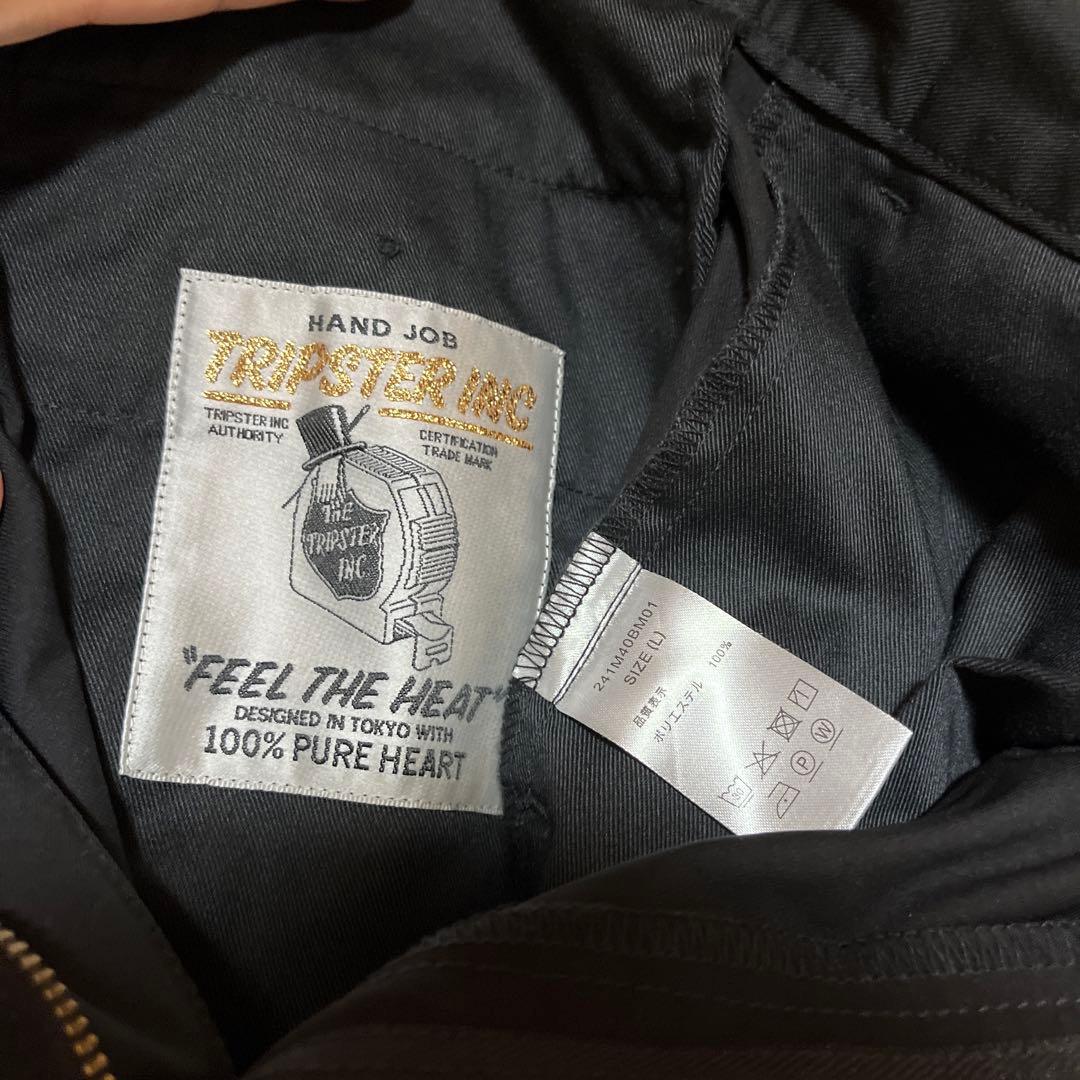 HAND JOB
TRIPSTER INC
TRIPSTER INC
AUTHORITY
CERTIFICATION
TRADE MARK
THE
TRIPSTER
INC
"FEEL THE HEAT"
DESIGNED IN TOKYO WITH
100% PURE HEART
241M40BM01
SIZE (L)
品質表示
ポリエステル 100%
30
W
P